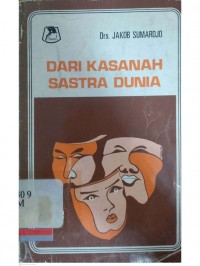 Drs. JAKOB SUMARDJO
DARI KASANAH
SASTRA DUNIA